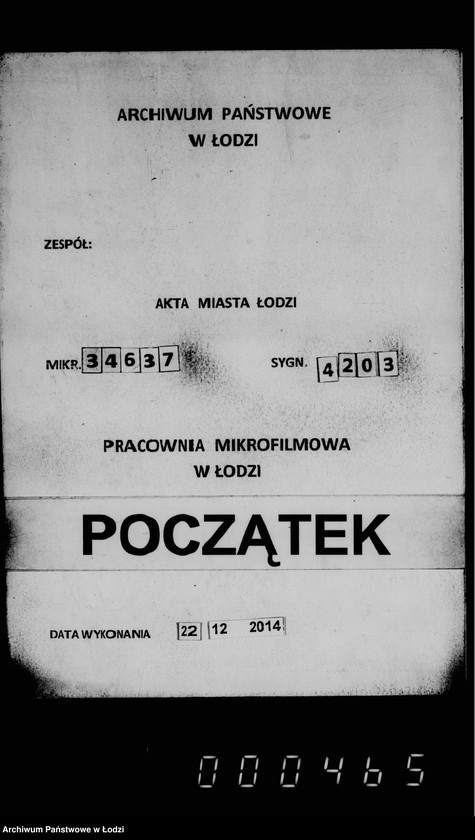 ARCHIWUM PAŃSTWOWE
W ŁODZI
ZESPÓŁ:
AKTA MIASTA ŁODZI
MIKR. 34637 SYGN. 4203
PRACOWNIA MIKROFILMOWA
W ŁODZI
POCZĄTEK
DATA WYKONANIA 22 12 2014
000465
Archiwum Państwowe w Łodzi